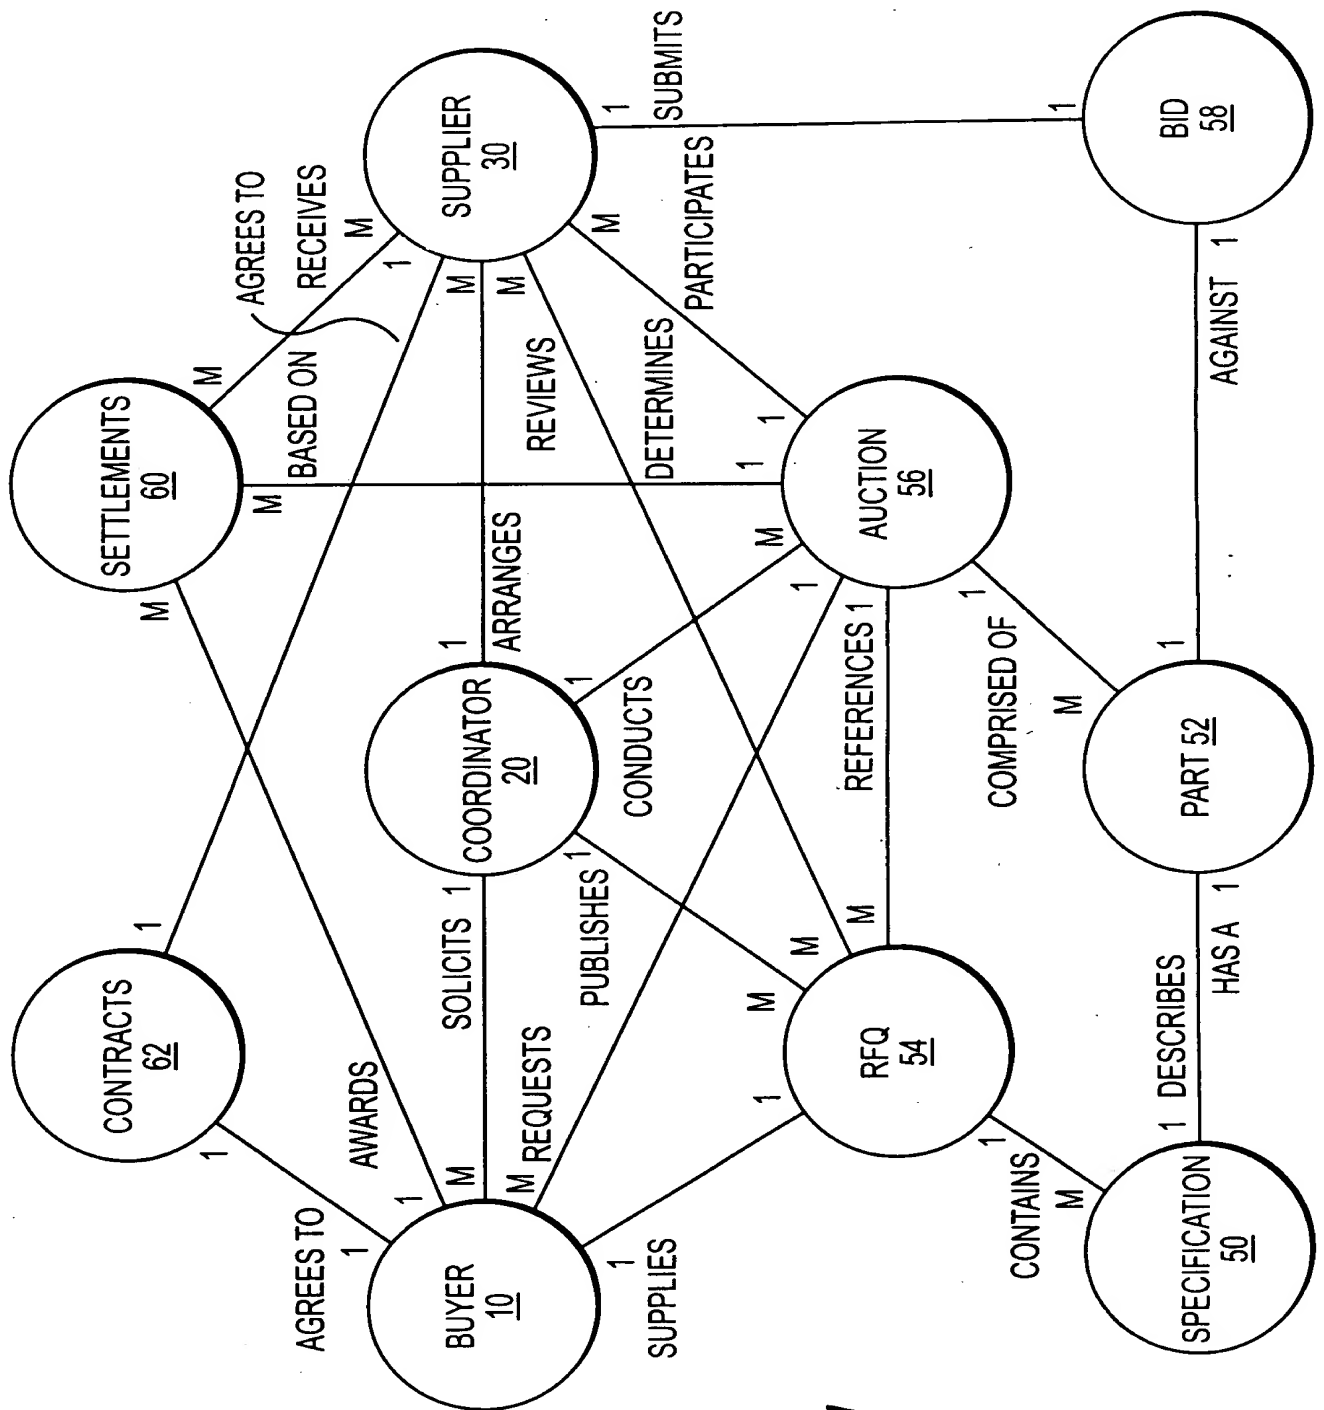 CONTRACTS
62
SETTLEMENTS
60
AGREES TO
1
1
AWARDS
M
1
M
BASED ON
AGREES TO
RECEIVES
M
M
1
BUYER
10
1
M
M
SOLICITS
1
COORDINATOR
20
1
ARRANGES
M
M
SUPPLIER
30
REQUESTS
PUBLISHES
1
CONDUCTS
1
REVIEWS
DETERMINES
PARTICIPATES
M
1
SUBMITS
SUPPLIES
1
1
M
M
1
M
1
1
RFQ
54
M
REFERENCES 1
AUCTION
56
CONTAINS
1
M
COMPRISED OF
1
M
SPECIFICATION
50
1
DESCRIBES
HAS A
1
PART 52
1
AGAINST
1
BID
58
1